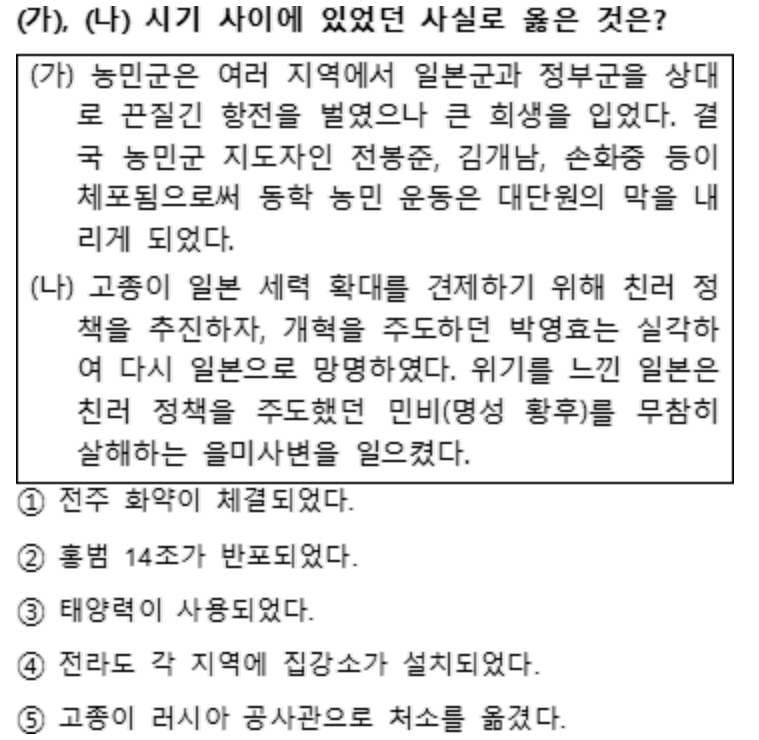 (가), (나) 시기 사이에 있었던 사실로 옳은 것은?
(가) 농민군은 여러 지역에서 일본군과 정부군을 상대
로 끈질긴 항전을 벌였으나 큰 희생을 입었다. 결
국 농민군 지도자인 전봉준, 김개남, 손화중 등이
체포됨으로써 동학 농민 운동은 대단원의 막을 내
리게 되었다.
(나) 고종이 일본 세력 확대를 견제하기 위해 친러 정
책을 추진하자, 개혁을 주도하던 박영효는 실각하
여 다시 일본으로 망명하였다. 위기를 느낀 일본은
친러 정책을 주도했던 민비(명성 황후)를 무참히
살해하는 을미사변을 일으켰다.
① 전주 화약이 체결되었다.
② 홍범 14조가 반포되었다.
③ 태양력이 사용되었다.
④ 전라도 각 지역에 집강소가 설치되었다.
⑤ 고종이 러시아 공사관으로 처소를 옮겼다.